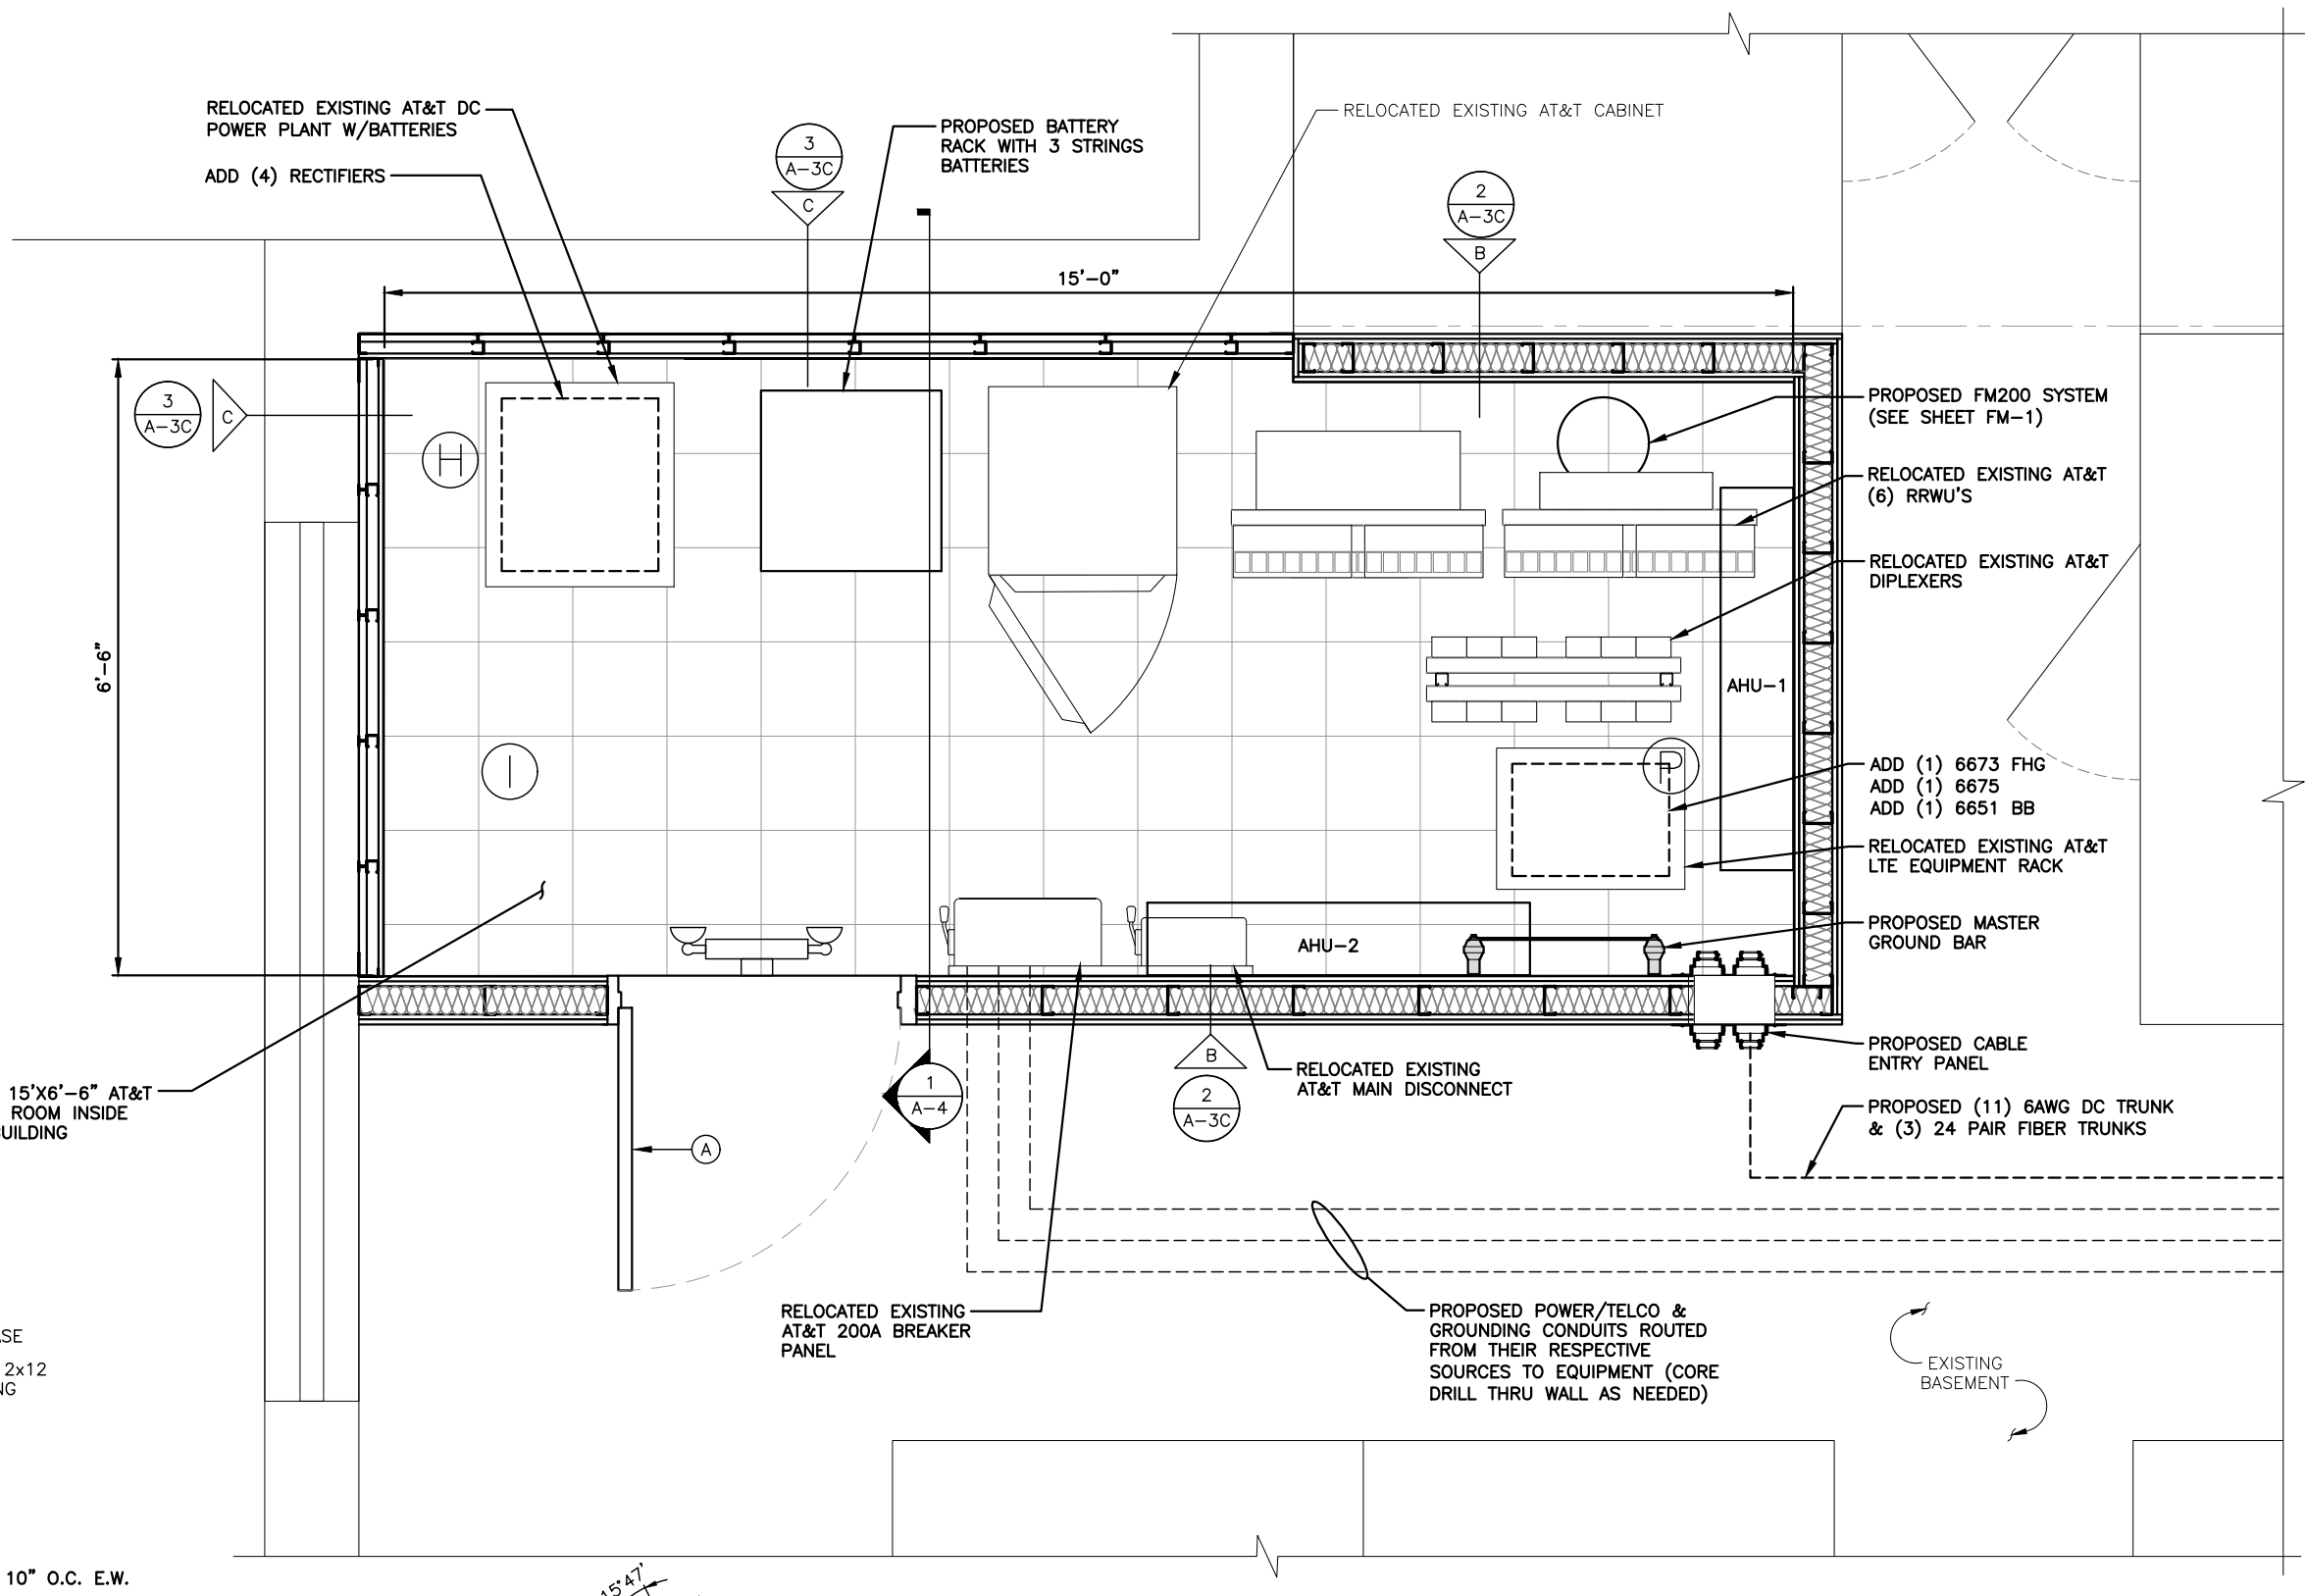 RELOCATED EXISTING AT&T DC
POWER PLANT W/BATTERIES
ADD (4) RECTIFIERS
3
A-3C
C
PROPOSED BATTERY
RACK WITH 3 STRINGS
BATTERIES
RELOCATED EXISTING AT&T CABINET
2
A-3C
B
15'-0"
6'-6"
3
A-3C
C
H
I
P
PROPOSED FM200 SYSTEM
(SEE SHEET FM-1)
RELOCATED EXISTING AT&T
(6) RRWU'S
RELOCATED EXISTING AT&T
DIPLEXERS
AHU-1
ADD (1) 6673 FHG
ADD (1) 6675
ADD (1) 6651 BB
RELOCATED EXISTING AT&T
LTE EQUIPMENT RACK
PROPOSED MASTER
GROUND BAR
AHU-2
PROPOSED CABLE
ENTRY PANEL
PROPOSED (11) 6AWG DC TRUNK
& (3) 24 PAIR FIBER TRUNKS
B
2
A-3C
RELOCATED EXISTING
AT&T MAIN DISCONNECT
1
A-4
A
15'X6'-6" AT&T
ROOM INSIDE
UILDING
RELOCATED EXISTING
AT&T 200A BREAKER
PANEL
PROPOSED POWER/TELCO &
GROUNDING CONDUITS ROUTED
FROM THEIR RESPECTIVE
SOURCES TO EQUIPMENT (CORE
DRILL THRU WALL AS NEEDED)
EXISTING
BASEMENT
SE
2x12
G
10" O.C. E.W.
15°47'